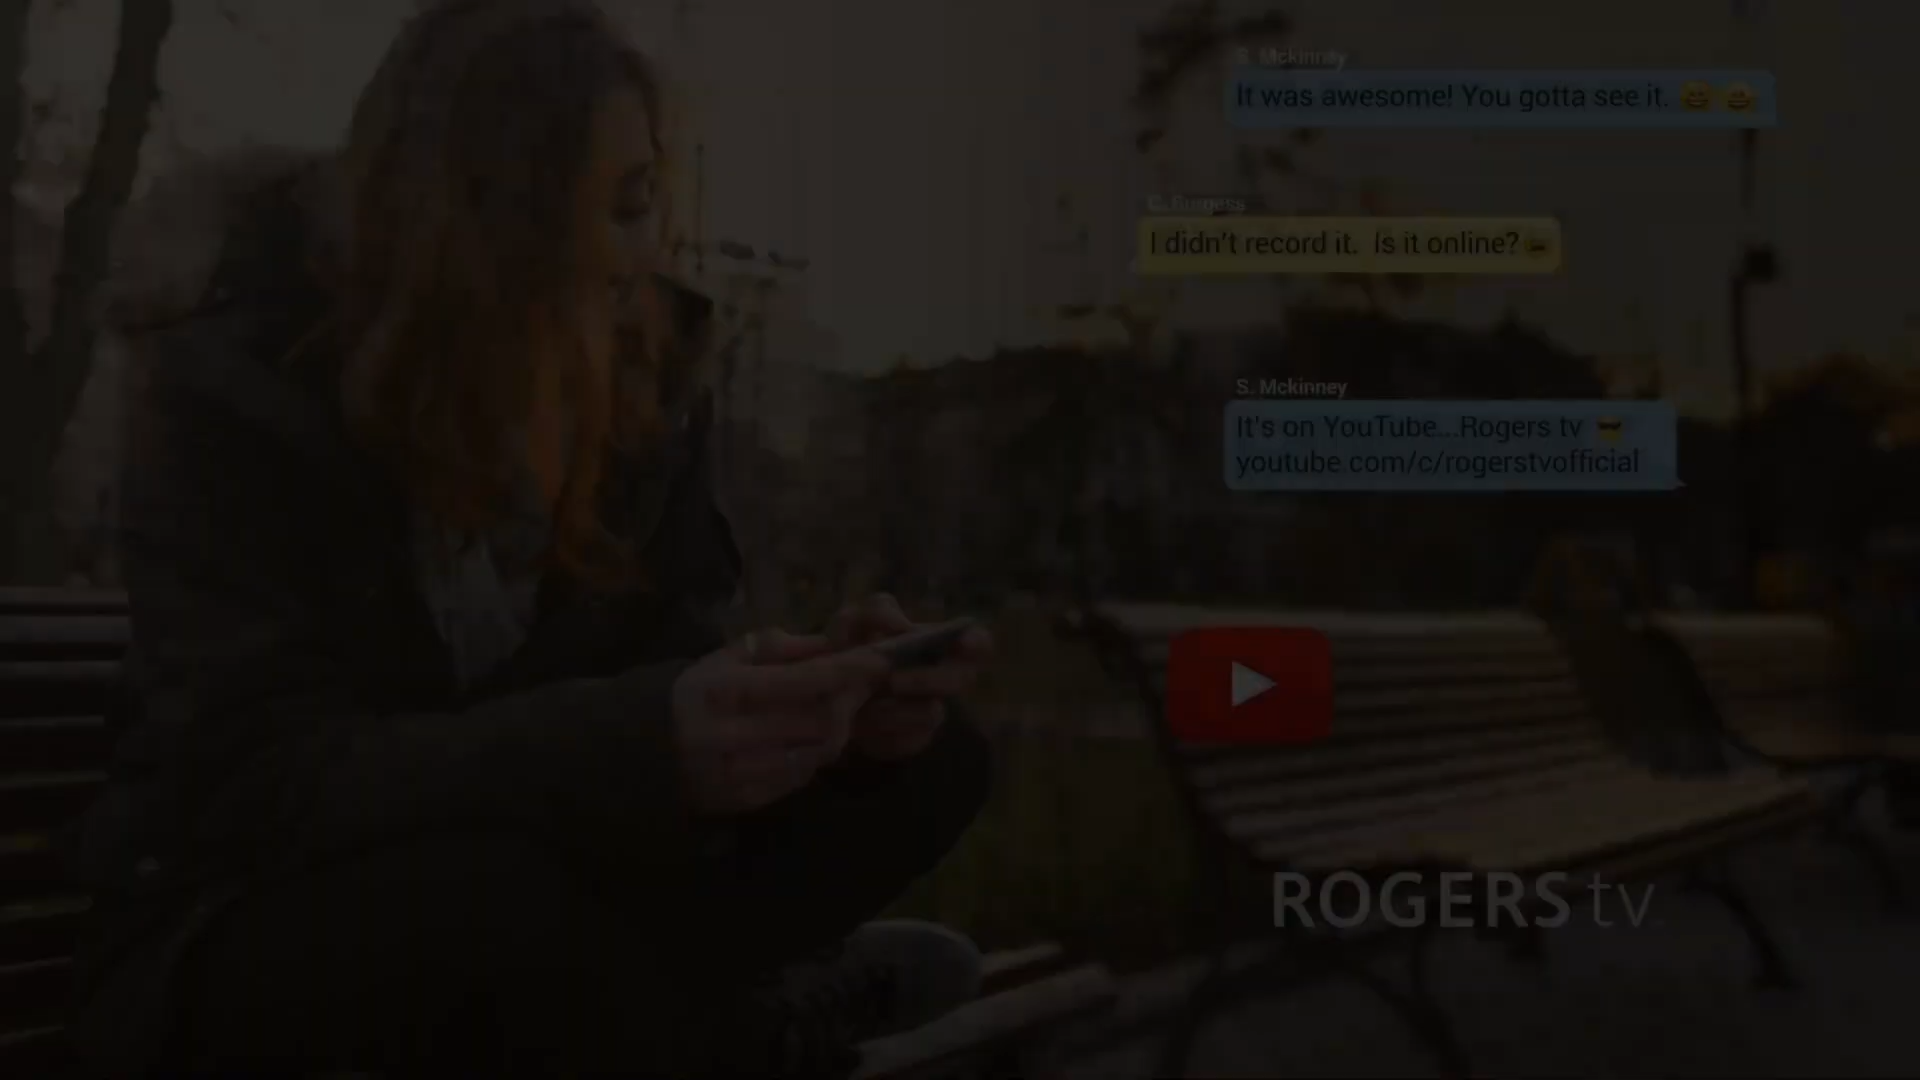 S. Mckinney
It was awesome! You gotta see it.
C. Burgess
I didn't record it. Is it online?
S. Mckinney
It's on YouTube...Rogers tv
youtube.com/c/rogerstvofficial
ROGERS tv